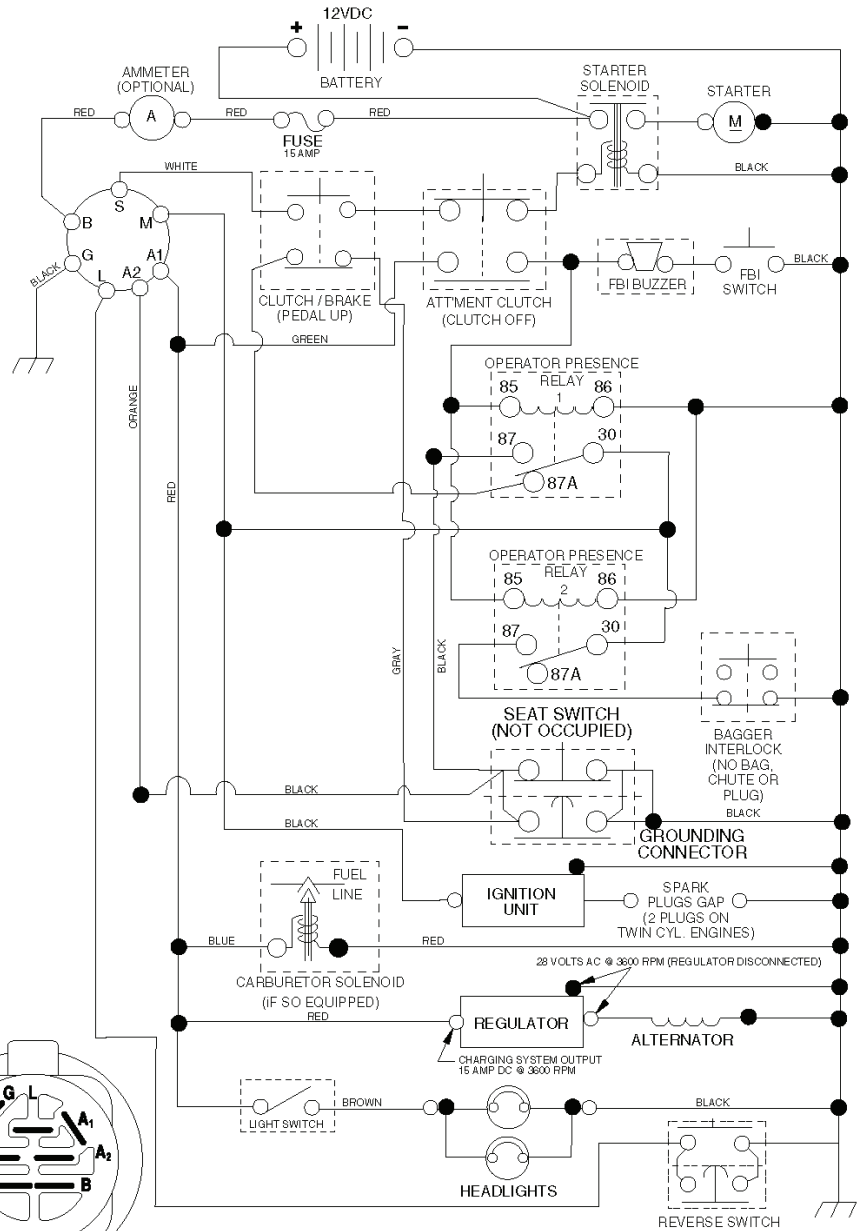 12VDC
+ -
BATTERY
AMMETER
(OPTIONAL)
A
RED
RED
RED
FUSE
15 AMP
STARTER
SOLENOID
STARTER
M
BLACK
WHITE
S
B
M
G
A1
L
A2
BLACK
CLUTCH / BRAKE
(PEDAL UP)
ATT'MENT CLUTCH
(CLUTCH OFF)
FBI BUZZER
FBI
SWITCH
BLACK
GREEN
ORANGE
RED
OPERATOR PRESENCE
RELAY
1
85 86
87 30
87A
OPERATOR PRESENCE
RELAY
2
85 86
87 30
87A
GRAY
BLACK
SEAT SWITCH
(NOT OCCUPIED)
BAGGER
INTERLOCK
(NO BAG,
CHUTE OR
PLUG)
BLACK
BLACK
BLACK
GROUNDING
CONNECTOR
FUEL
LINE
IGNITION
UNIT
SPARK
PLUGS GAP
(2 PLUGS ON
TWIN CYL. ENGINES)
BLUE
RED
CARBURETOR SOLENOID
(iF SO EQUIPPED)
28 VOLTS AC @ 3600 RPM (REGULATOR DISCONNECTED)
RED
REGULATOR
ALTERNATOR
CHARGING SYSTEM OUTPUT
15 AMP DC @ 3600 RPM
LIGHT SWITCH
BROWN
BLACK
HEADLIGHTS
REVERSE SWITCH
G L
A1
A2
B